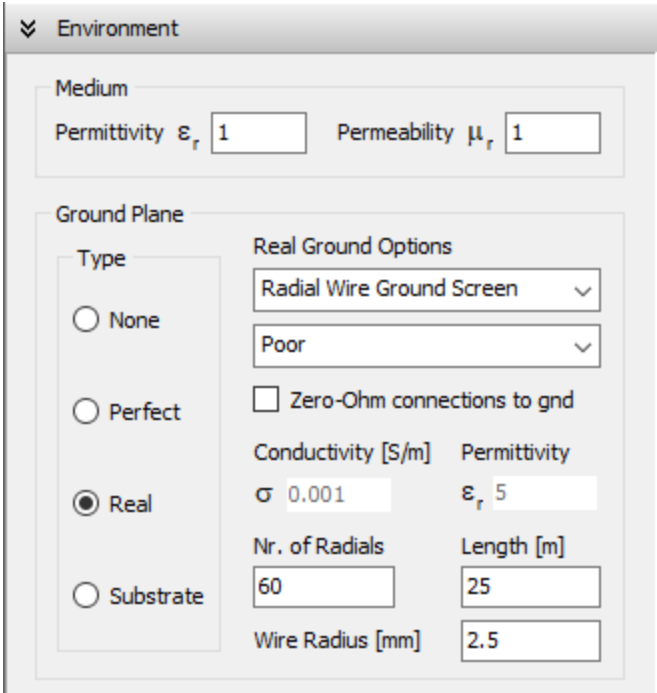 Environment
Medium
Permittivity εr 1 Permeability μr 1
Ground Plane
Type
None
Perfect
Real
Substrate
Real Ground Options
Radial Wire Ground Screen
Poor
Zero-Ohm connections to gnd
Conductivity [S/m] Permittivity
σ 0.001 εr 5
Nr. of Radials Length [m]
60 25
Wire Radius [mm] 2.5